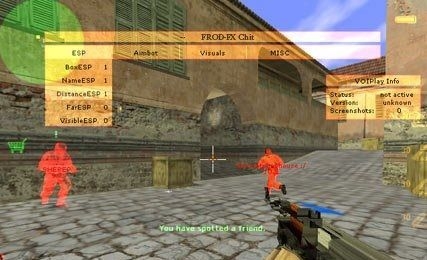 FROD-FX Chit
ESP Aimbot Visuals MISC
BoxESP 1
NameESP 1
DistanceESP 1
FarESP 0
VisibleESP 0
VOIPlay Info
Status: not active
Version: unknown
Screenshots: 0
You have spotted a friend.